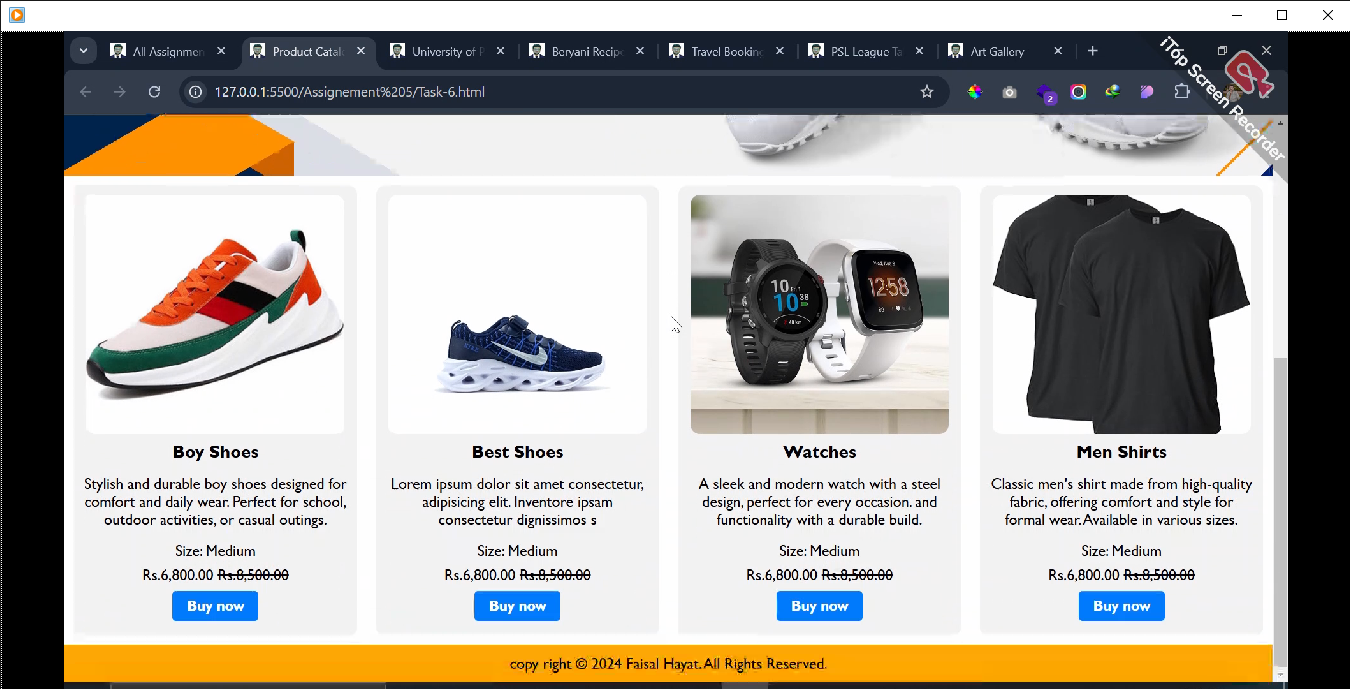 All Assignmen
Product Catal
University of P
Beryani Recipe
Travel Booking
PSL League Ta
Art Gallery
127.0.0.1:5500/Assignement%205/Task-6.html
2
iTop Screen Recorder
Boy Shoes
Stylish and durable boy shoes designed for
comfort and daily wear. Perfect for school,
outdoor activities, or casual outings.
Size: Medium
Rs.6,800.00 Rs.8,500.00
Buy now
Best Shoes
Lorem ipsum dolor sit amet consectetur,
adipisicing elit. Inventore ipsam
consectetur dignissimos s
Size: Medium
Rs.6,800.00 Rs.8,500.00
Buy now
10
10
12:58
Watches
A sleek and modern watch with a steel
design, perfect for every occasion. and
functionality with a durable build.
Size: Medium
Rs.6,800.00 Rs.8,500.00
Buy now
Men Shirts
Classic men's shirt made from high-quality
fabric, offering comfort and style for
formal wear. Available in various sizes.
Size: Medium
Rs.6,800.00 Rs.8,500.00
Buy now
copy right © 2024 Faisal Hayat. All Rights Reserved.